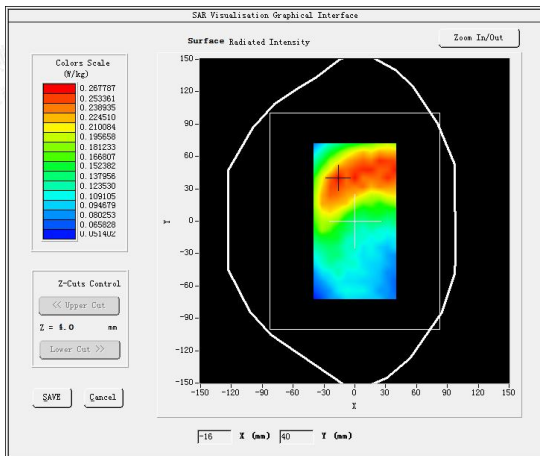 SAR Visualisation Graphical Interface
Surface Radiated Intensity
Zoom In/Out
Colors Scale
(W/kg)
0.267787
0.253361
0.238935
0.224510
0.210084
0.195658
0.181233
0.166807
0.152382
0.137956
0.123530
0.109105
0.094679
0.080253
0.065828
0.051402
Z-Cuts Control
<< Upper Cut
Z = 4.0 mm
Lower Cut >>
SAVE Cancel
150
120
90
60
30
0
-30
-60
-90
-120
-150
Y
-150 -120 -90 -60 -30 0 30 60 90 120 150
X
-16 X (mm) 40 Y (mm)